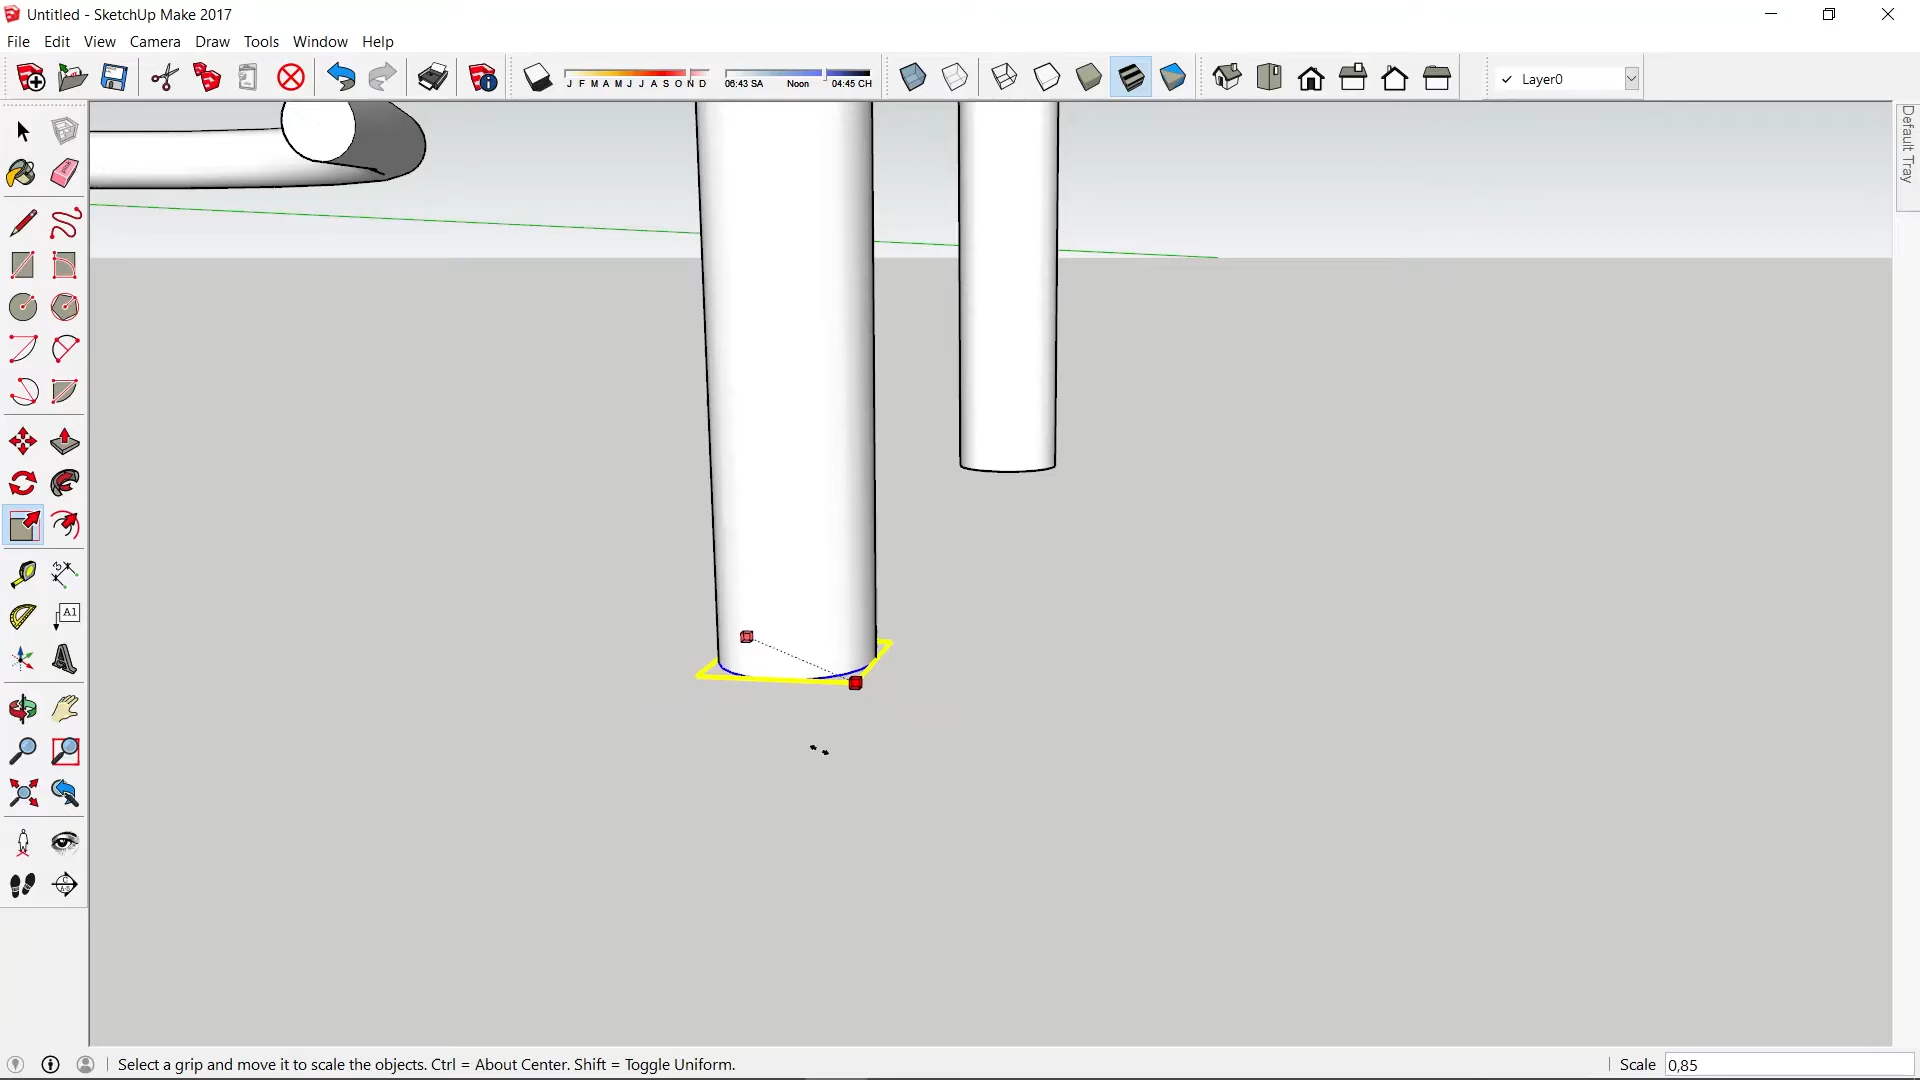 Untitled - SketchUp Make 2017
File Edit View Camera Draw Tools Window Help
J F M A M J J A S O N D
06:43 SA Noon 04:45 CH
✓ Layer0
Default Tray
A1
Select a grip and move it to scale the objects. Ctrl = About Center. Shift = Toggle Uniform.
Scale 0,85